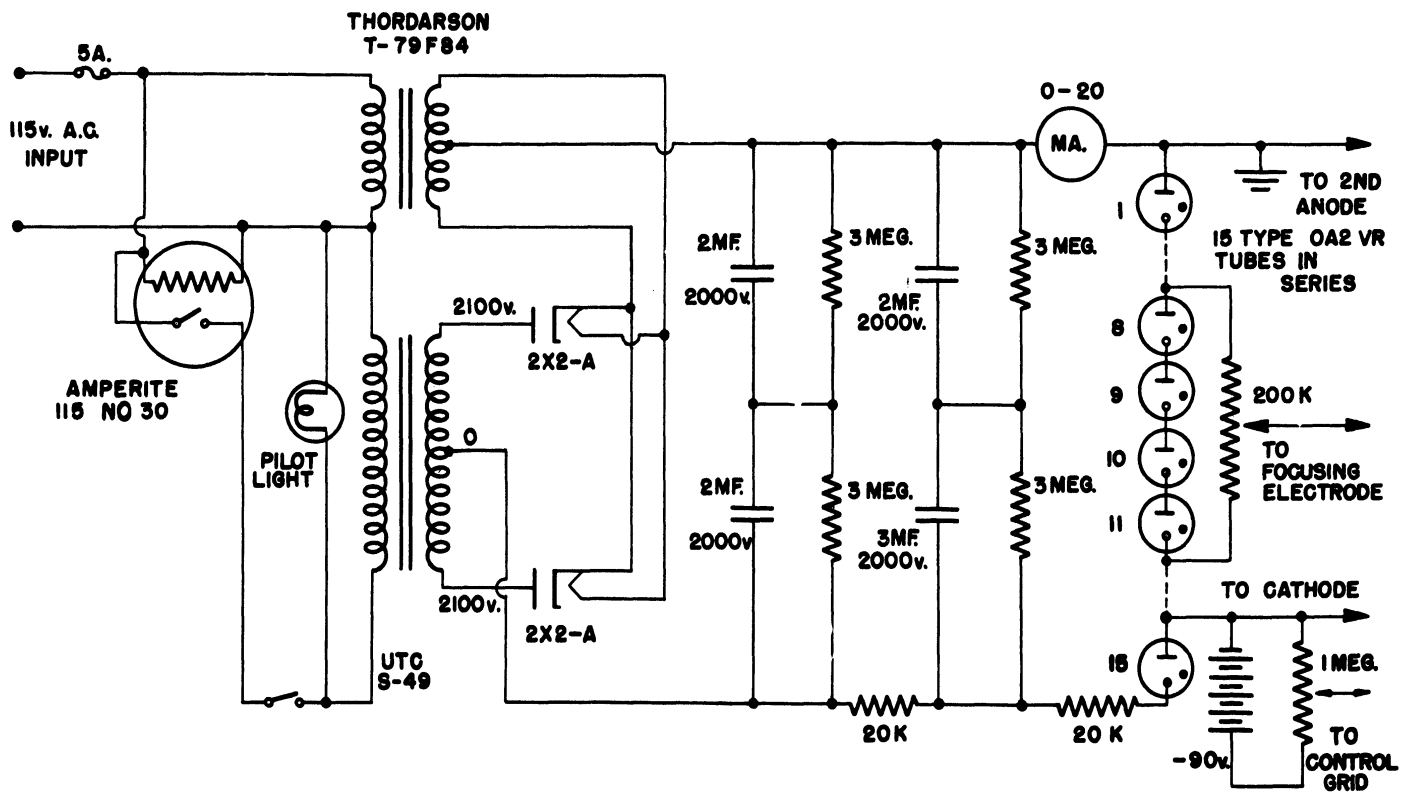 THORDARSON
T-79F84
5A.
115v. A.C.
INPUT
AMPERITE
115 NO 30
PILOT
LIGHT
UTC
S-49
2100v.
2X2-A
O
2100v.
2X2-A
2MF.
2000v.
3 MEG.
2MF.
2000v.
3 MEG.
2MF.
2000v
3 MEG.
3MF.
2000v.
3 MEG.
20K
20K
0-20
MA.
TO 2ND
ANODE
15 TYPE OA2 VR
TUBES IN
SERIES
1
8
9
10
11
15
200K
TO
FOCUSING
ELECTRODE
TO CATHODE
1 MEG.
-90v.
TO
CONTROL
GRID